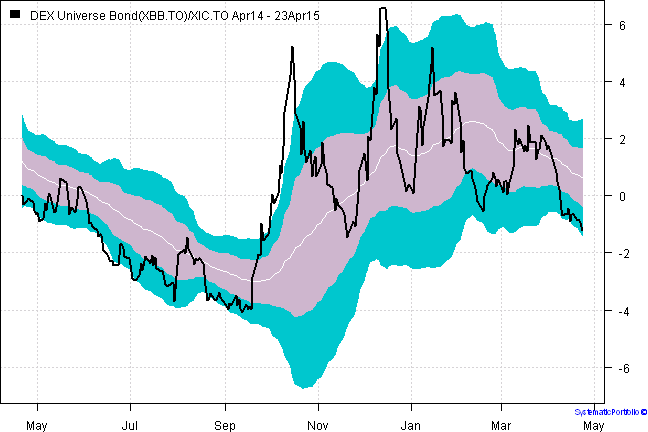 DEX Universe Bond(XBB.TO)/XIC.TO Apr14 - 23Apr15
6
4
2
0
-2
-4
-6
SystematicPortfolio ©
May Jul Sep Nov Jan Mar May